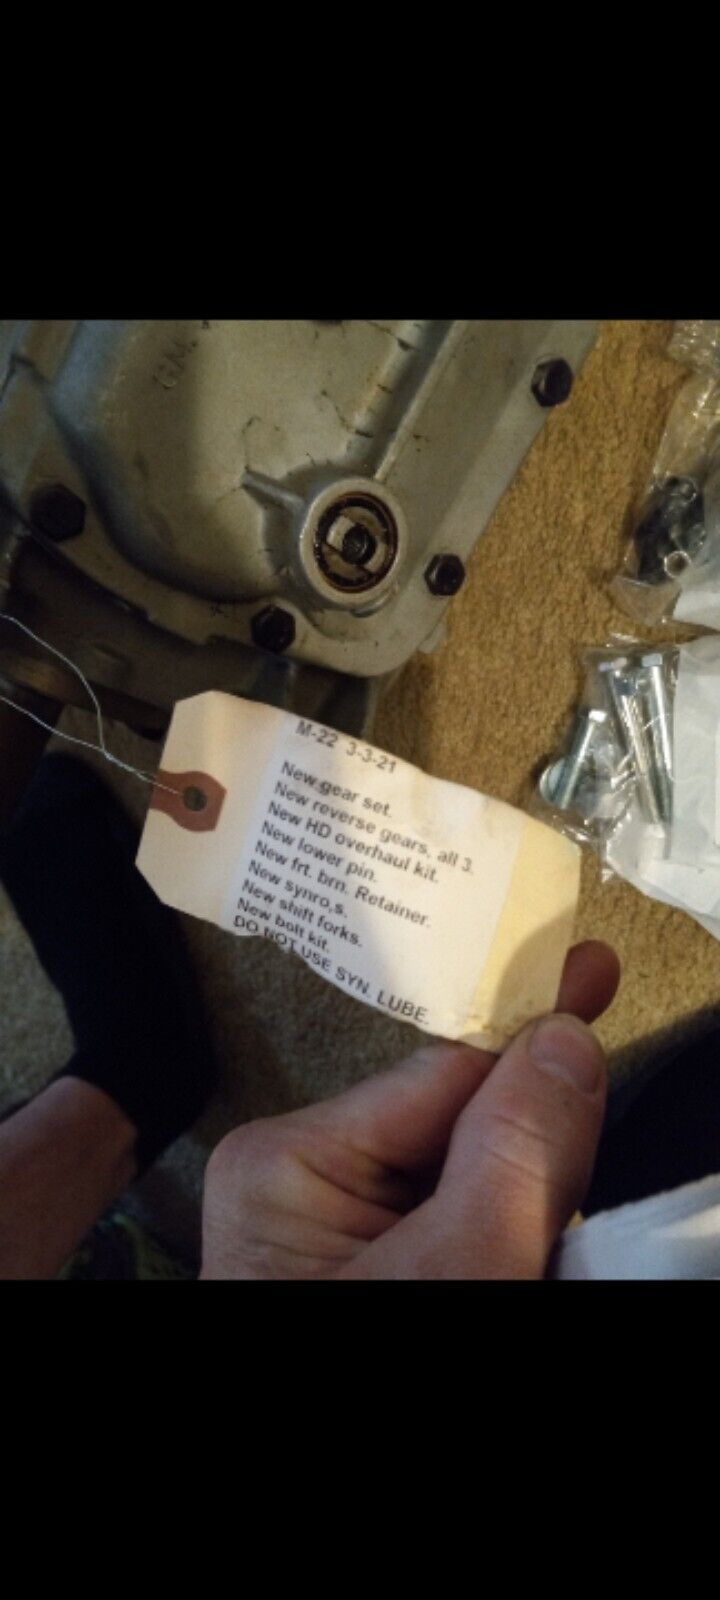 GM
M-22 3-3-21
New gear set.
New reverse gears, all 3.
New HD overhaul kit.
New lower pin.
New frt. brn. Retainer.
New synro,s.
New shift forks.
New bolt kit.
DO NOT USE SYN. LUBE.